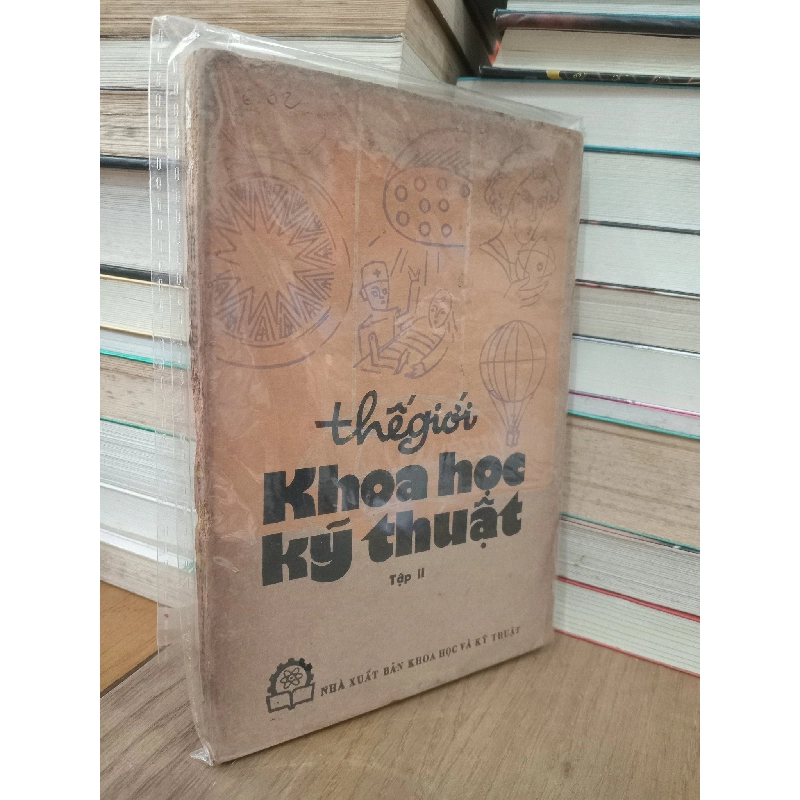 thế giới
Khoa học
kỹ thuật
Tập II
NHÀ XUẤT BẢN KHOA HỌC VÀ KỸ THUẬT